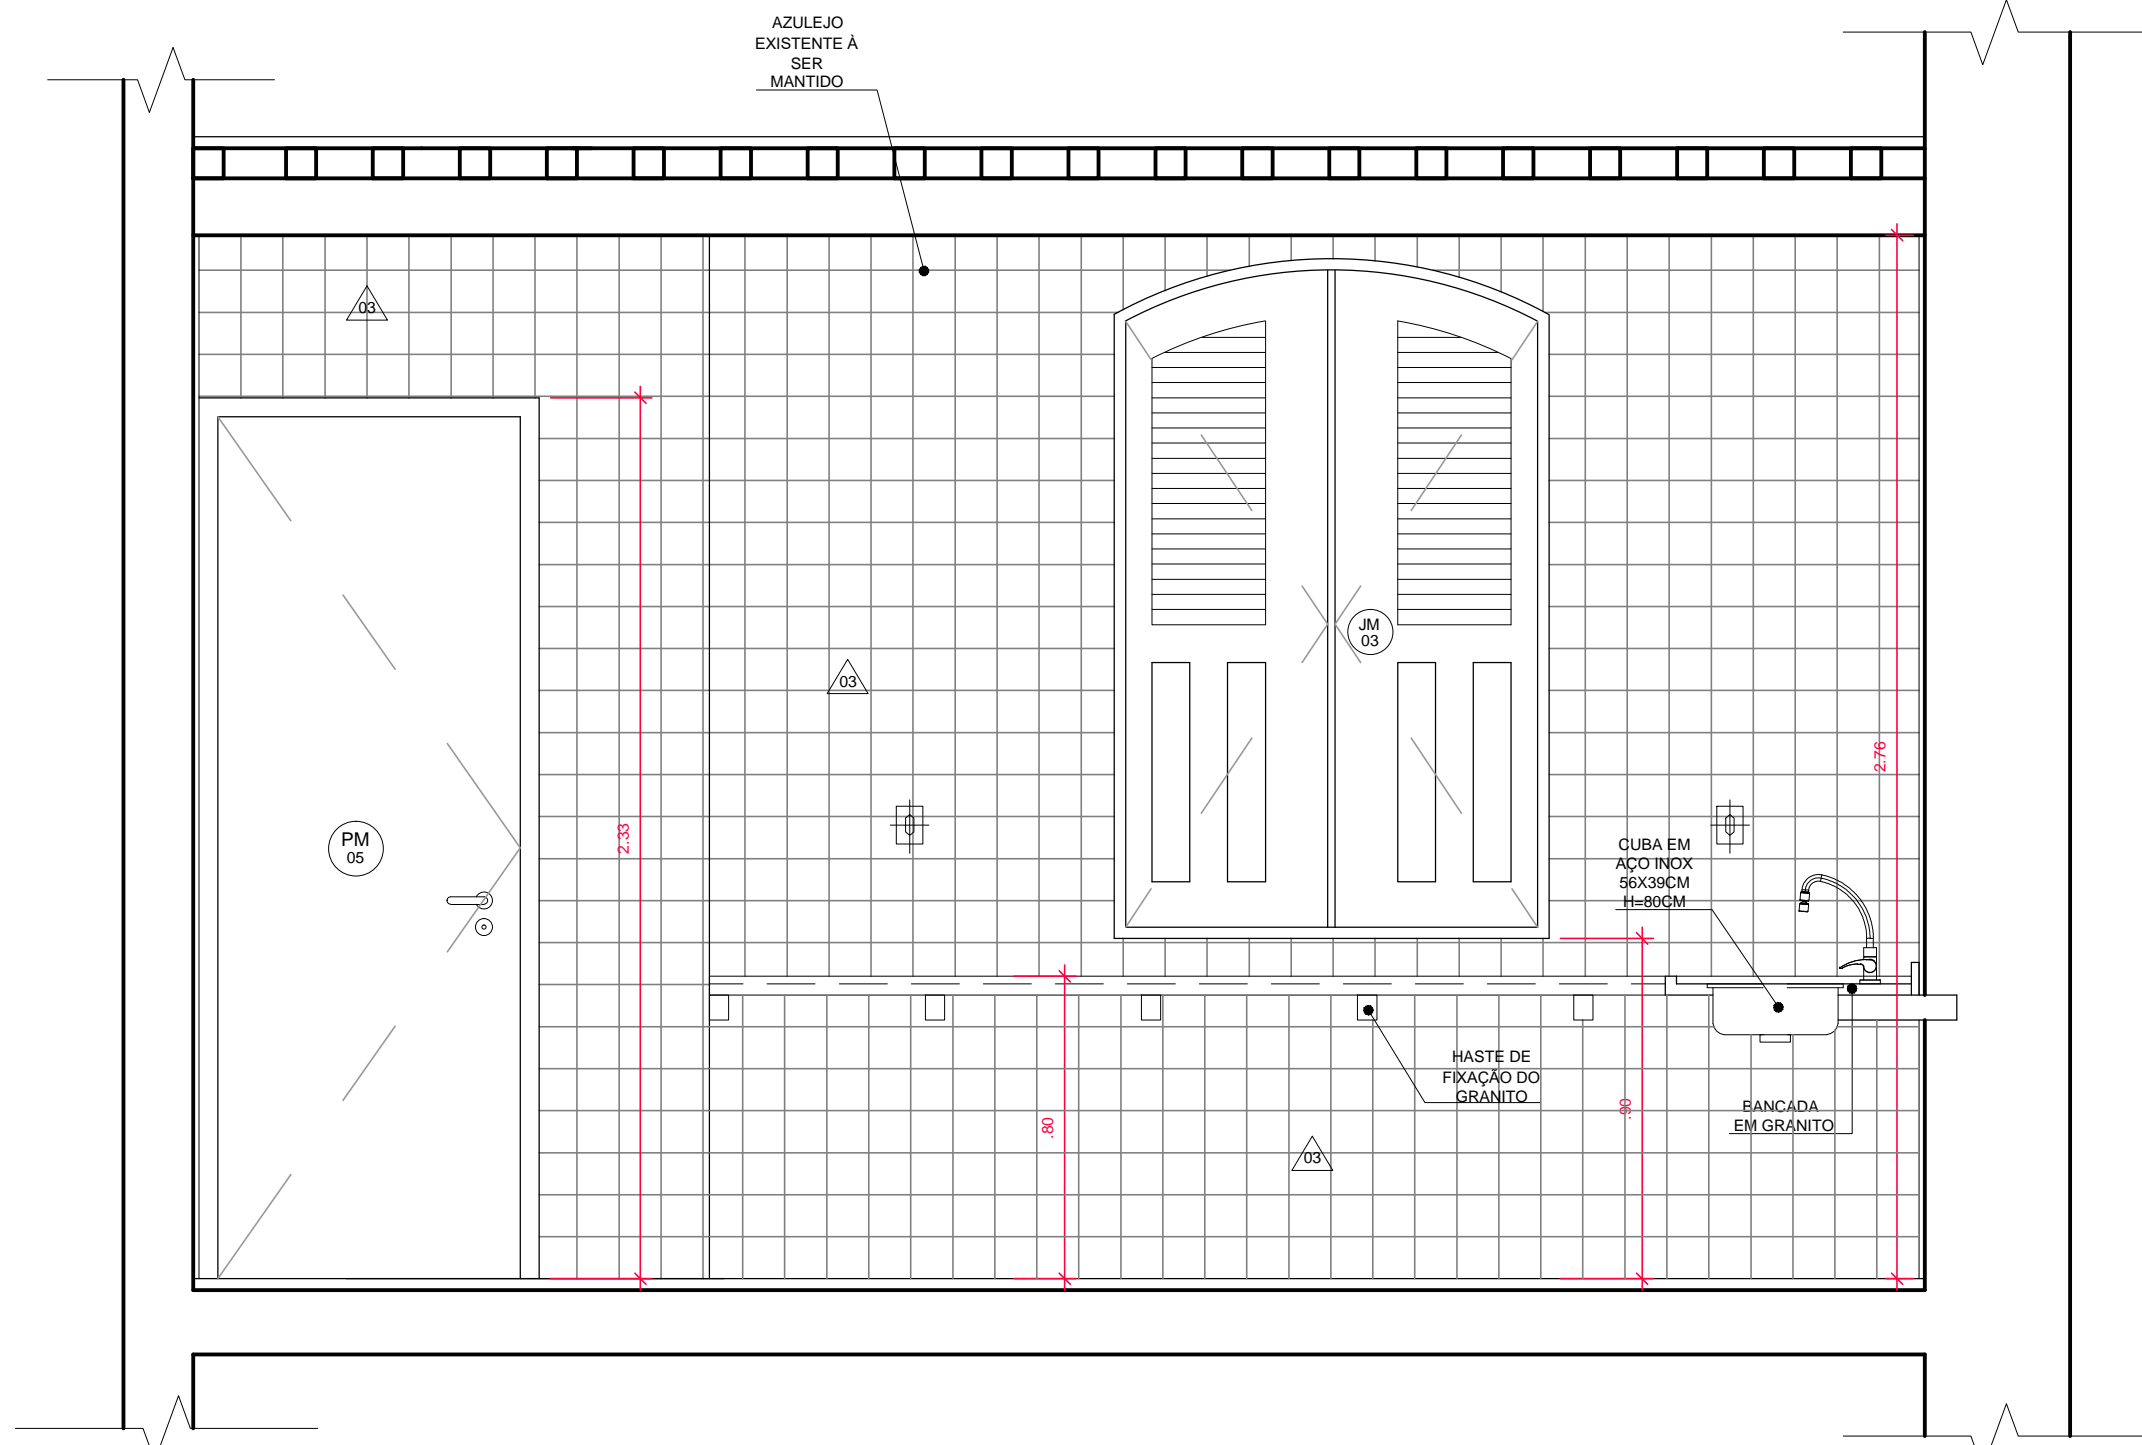 AZULEJO
EXISTENTE À
SER
MANTIDO
03
JM
03
03
2.76
2.33
PM
05
CUBA EM
AÇO INOX
56X39CM
H=80CM
HASTE DE
FIXAÇÃO DO
GRANITO
.80
.90
BANCADA
EM GRANITO
03